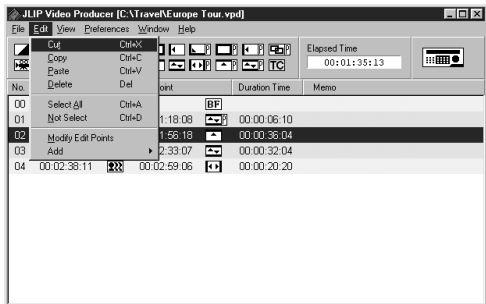 JLIP Video Producer [C:\Travel\Europe Tour.vpd]
File Edit View Preferences Window Help
Cut Ctrl+X
Copy Ctrl+C
Paste Ctrl+V
Delete Del
Select All Ctrl+A
Not Select Ctrl+D
Modify Edit Points
Add
P P P
P P TC
Elapsed Time
00:01:35:13
No. oint Duration Time Memo
00 BF
01 1:18:08 P 00:00:06:10
02 1:56:18 00:00:36:04
03 2:33:07 00:00:32:04
04 00:02:38:11 00:02:59:06 00:00:20:20